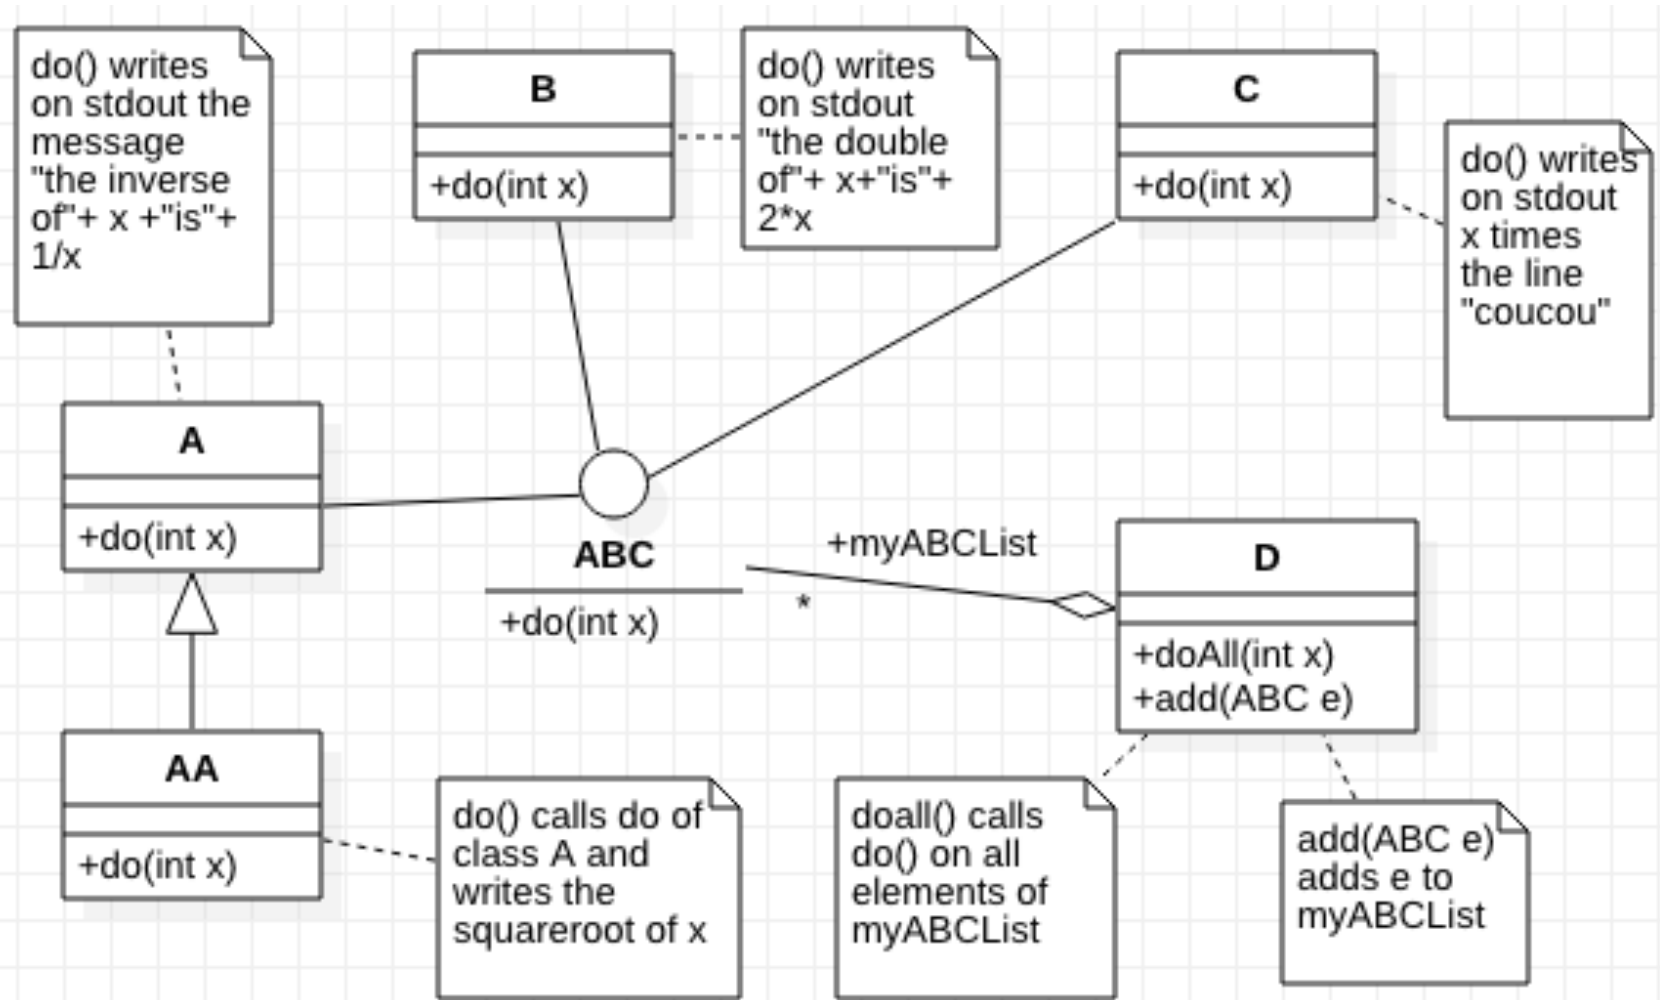 do() writes
on stdout the
message
"the inverse
of"+ x +"is"+
1/x
B
+do(int x)
do() writes
on stdout
"the double
of"+ x+"is"+
2*x
C
+do(int x)
do() writes
on stdout
x times
the line
"coucou"
A
+do(int x)
ABC
+do(int x)
+myABCList
*
D
+doAll(int x)
+add(ABC e)
AA
+do(int x)
do() calls do of
class A and
writes the
squareroot of x
doall() calls
do() on all
elements of
myABCList
add(ABC e)
adds e to
myABCList